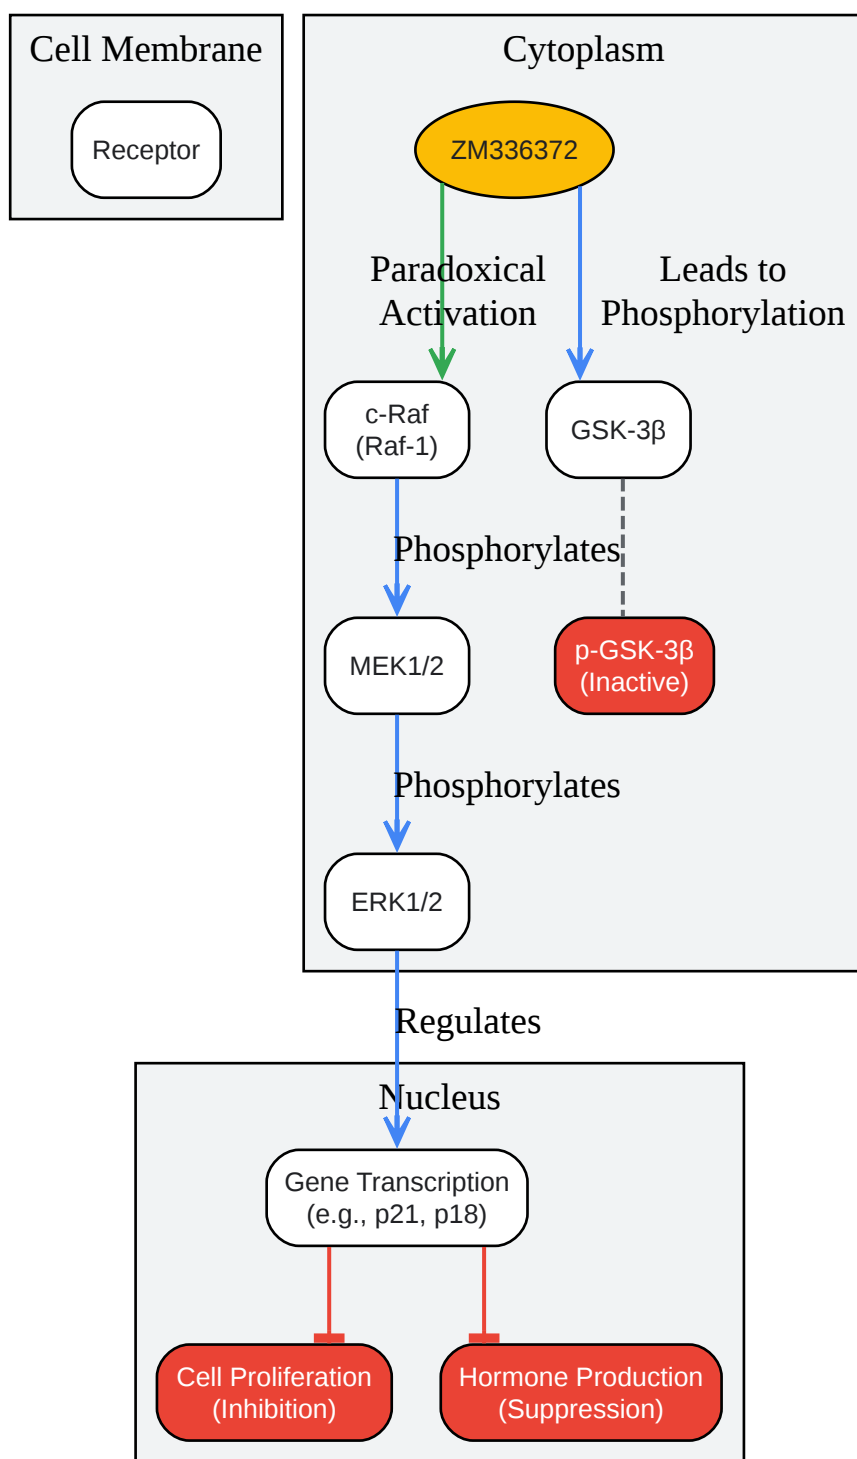 Cell Membrane
Receptor
Cytoplasm
ZM336372
Paradoxical
Activation
Leads to
Phosphorylation
c-Raf
(Raf-1)
GSK-3β
Phosphorylates
MEK1/2
p-GSK-3β
(Inactive)
Phosphorylates
ERK1/2
Regulates
Nucleus
Gene Transcription
(e.g., p21, p18)
Cell Proliferation
(Inhibition)
Hormone Production
(Suppression)